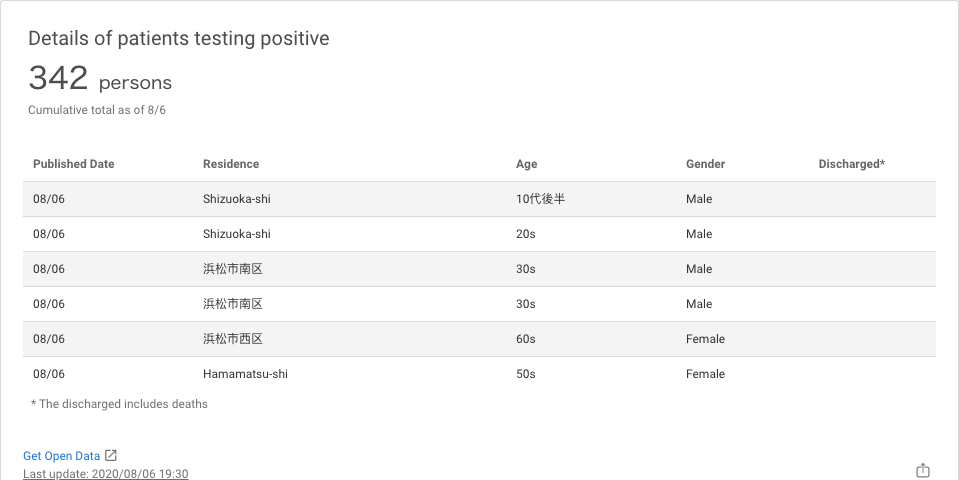 Details of patients testing positive
342 persons
Cumulative total as of 8/6
Published Date Residence Age Gender Discharged*
08/06 Shizuoka-shi 10代後半 Male
08/06 Shizuoka-shi 20s Male
08/06 浜松市南区 30s Male
08/06 浜松市南区 30s Male
08/06 浜松市西区 60s Female
08/06 Hamamatsu-shi 50s Female
* The discharged includes deaths
Get Open Data
Last update: 2020/08/06 19:30